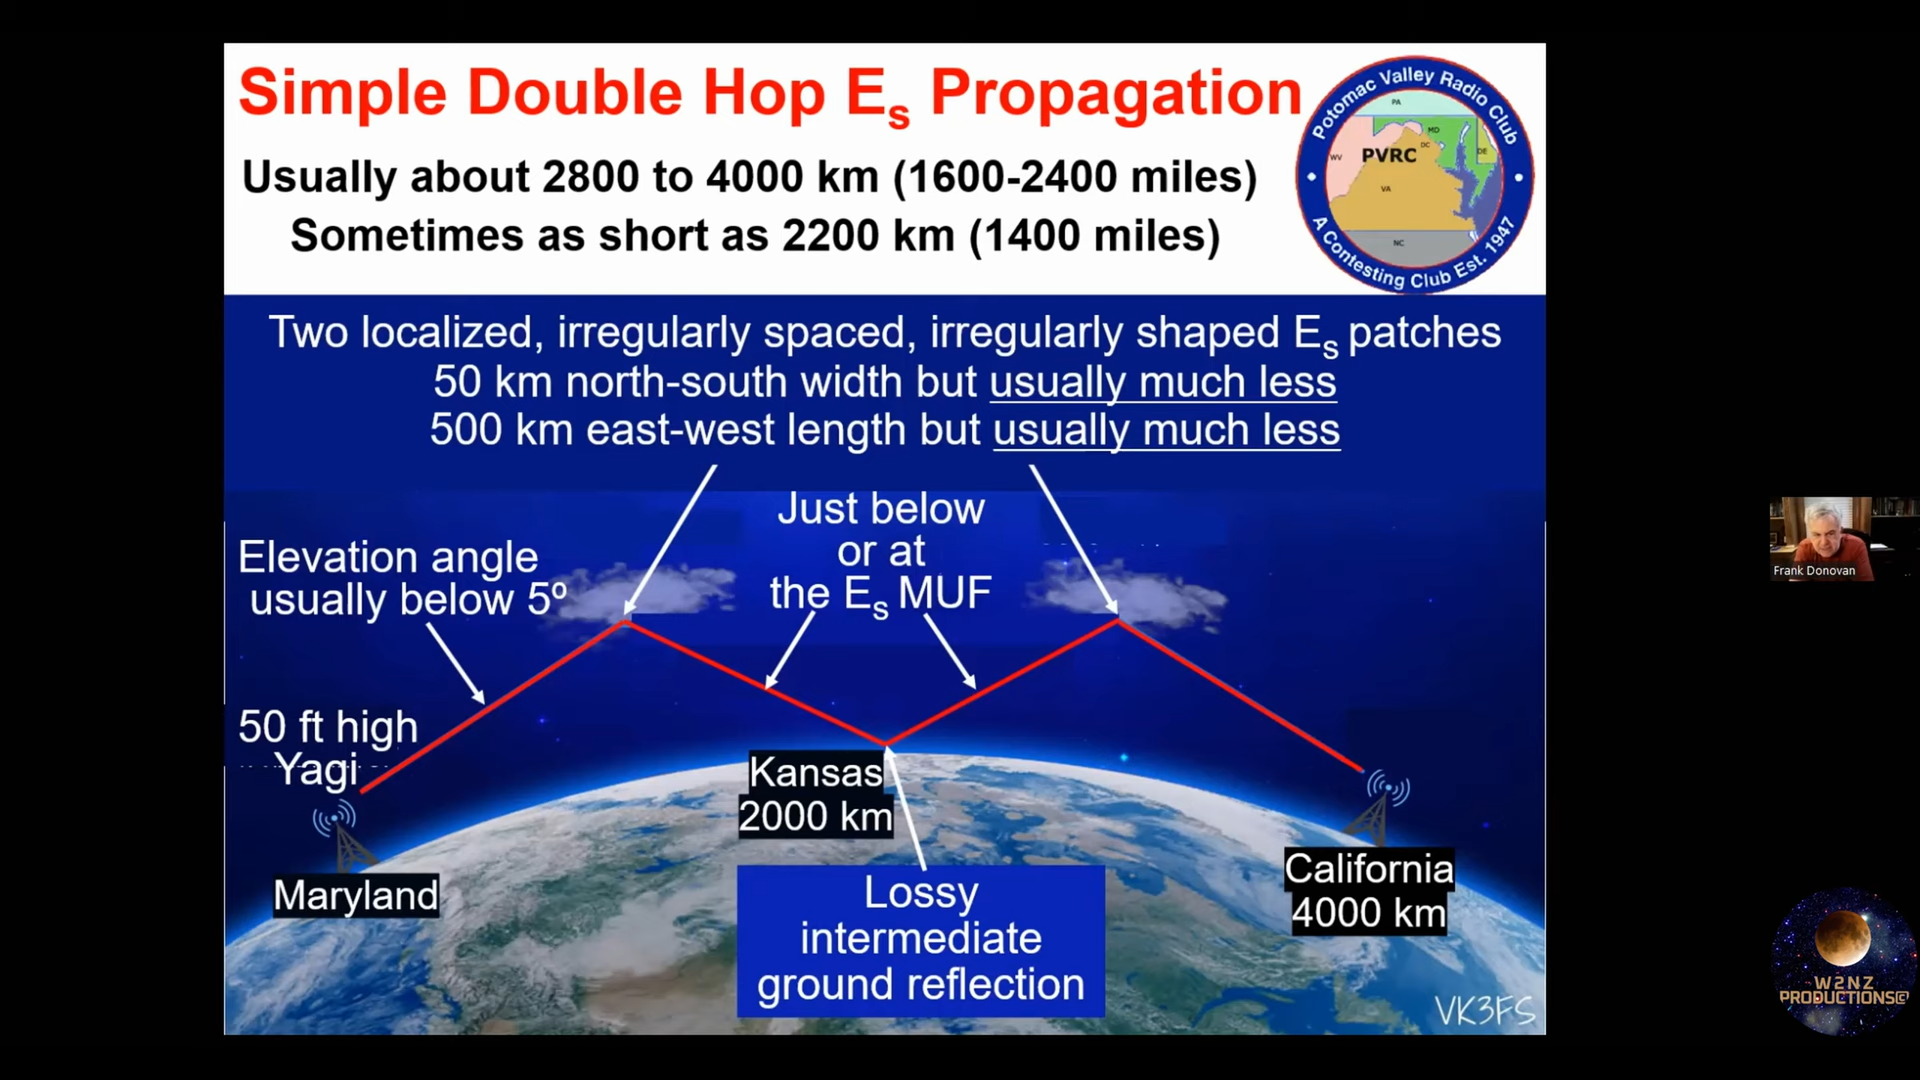 Simple Double Hop Es Propagation
Usually about 2800 to 4000 km (1600-2400 miles)
Sometimes as short as 2200 km (1400 miles)
Potomac Valley Radio Club
PA
MD
DC
WV
PVRC
DE
VA
NC
A Contesting Club Est. 1947
Two localized, irregularly spaced, irregularly shaped Es patches
50 km north-south width but usually much less
500 km east-west length but usually much less
Just below
or at
the Es MUF
Elevation angle
usually below 5º
50 ft high
Yagi
Kansas
2000 km
Maryland
California
4000 km
Lossy
intermediate
ground reflection
VK3FS
Frank Donovan
W2NZ
PRODUCTIONS©